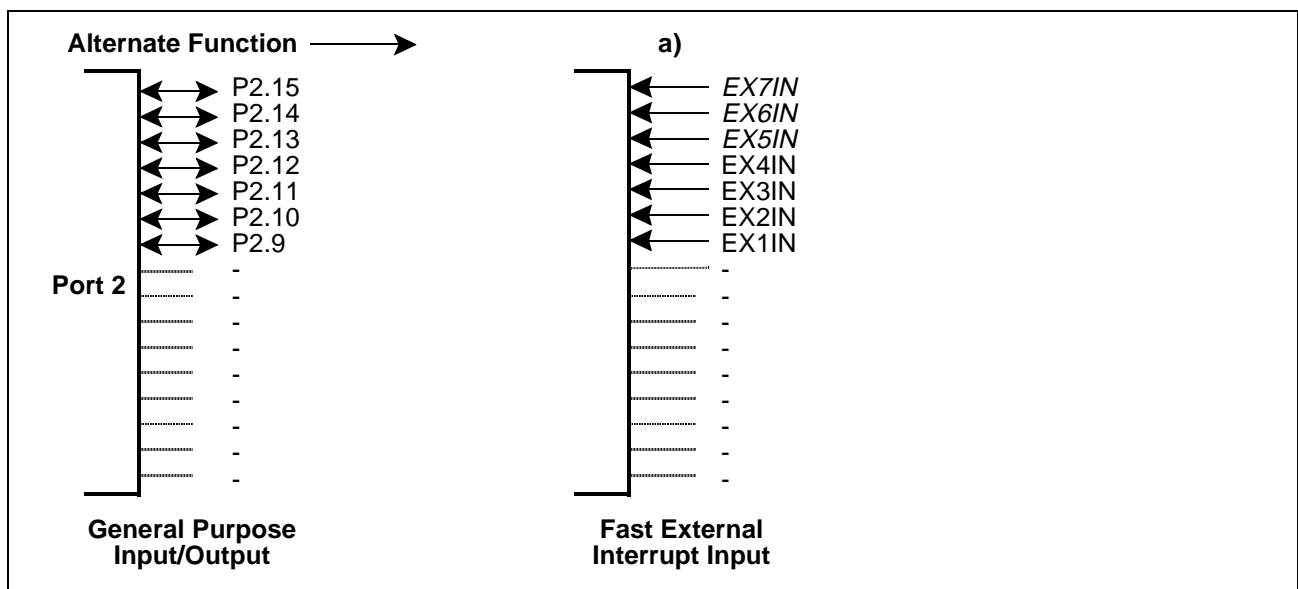 Alternate Function a)
P2.15 EX7IN
P2.14 EX6IN
P2.13 EX5IN
P2.12 EX4IN
P2.11 EX3IN
P2.10 EX2IN
P2.9 EX1IN
- -
Port 2 - -
- -
- -
- -
- -
- -
- -
- -
General Purpose Fast External
Input/Output Interrupt Input